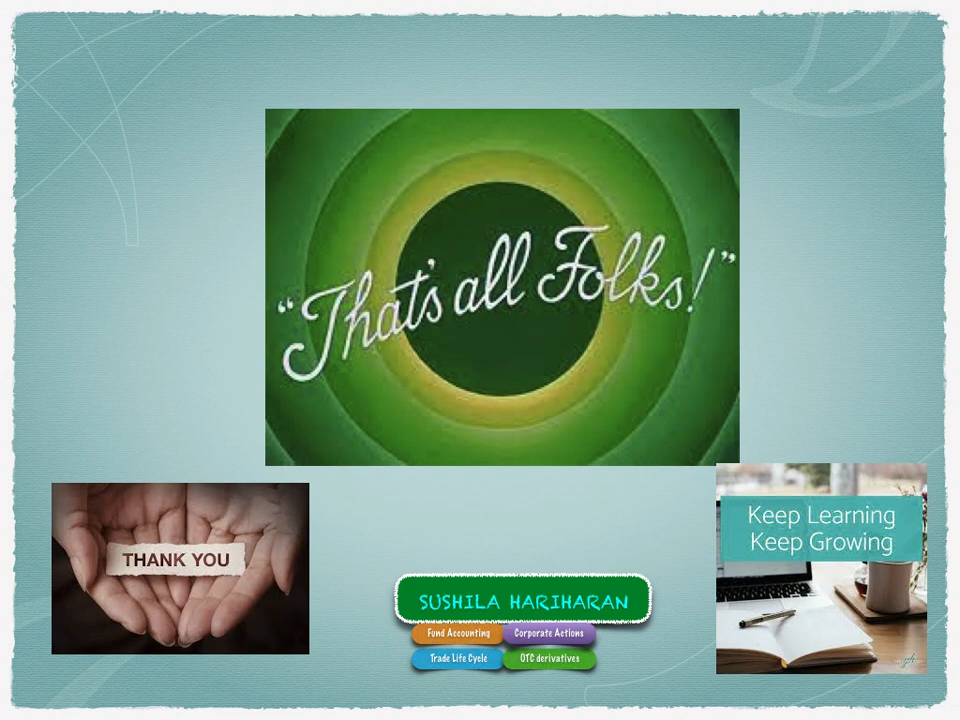 “That's all Folks!”
THANK YOU
Keep Learning
Keep Growing
SUSHILA HARIHARAN
Fund Accounting
Corporate Actions
Trade Life Cycle
OTC derivatives